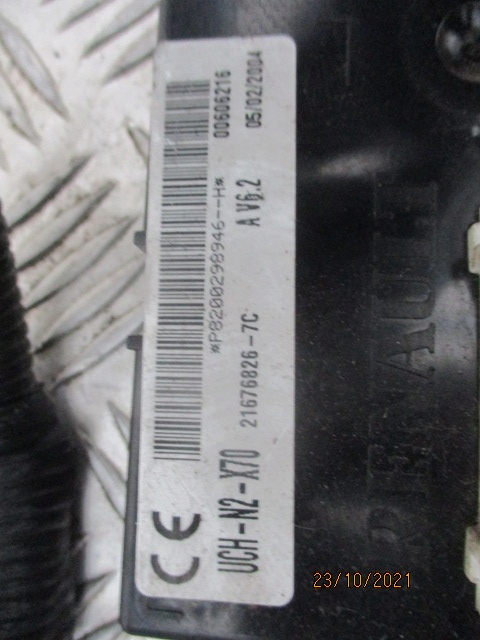 CE
*P8200298946--H*
00606216
UCH-N2-X70
21676826-7C
A V6.2
05/02/2004
RENAULT
23/10/2021